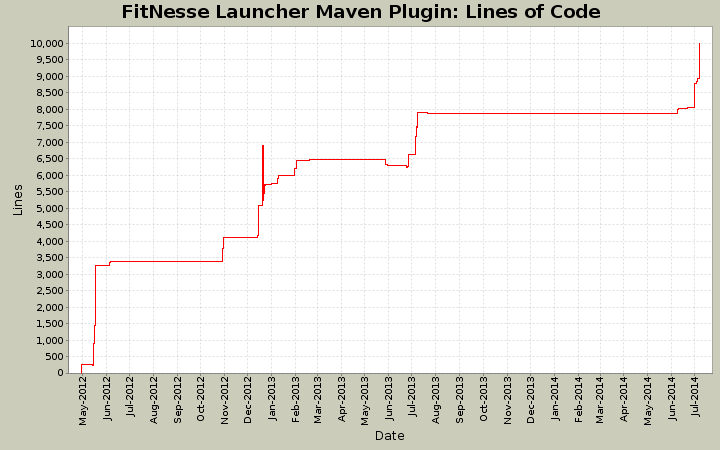 FitNesse Launcher Maven Plugin: Lines of Code
Lines
10,000
9,500
9,000
8,500
8,000
7,500
7,000
6,500
6,000
5,500
5,000
4,500
4,000
3,500
3,000
2,500
2,000
1,500
1,000
500
0
May-2012
Jun-2012
Jul-2012
Aug-2012
Sep-2012
Oct-2012
Nov-2012
Dec-2012
Jan-2013
Feb-2013
Mar-2013
Apr-2013
May-2013
Jun-2013
Jul-2013
Aug-2013
Sep-2013
Oct-2013
Nov-2013
Dec-2013
Jan-2014
Feb-2014
Mar-2014
Apr-2014
May-2014
Jun-2014
Jul-2014
Date